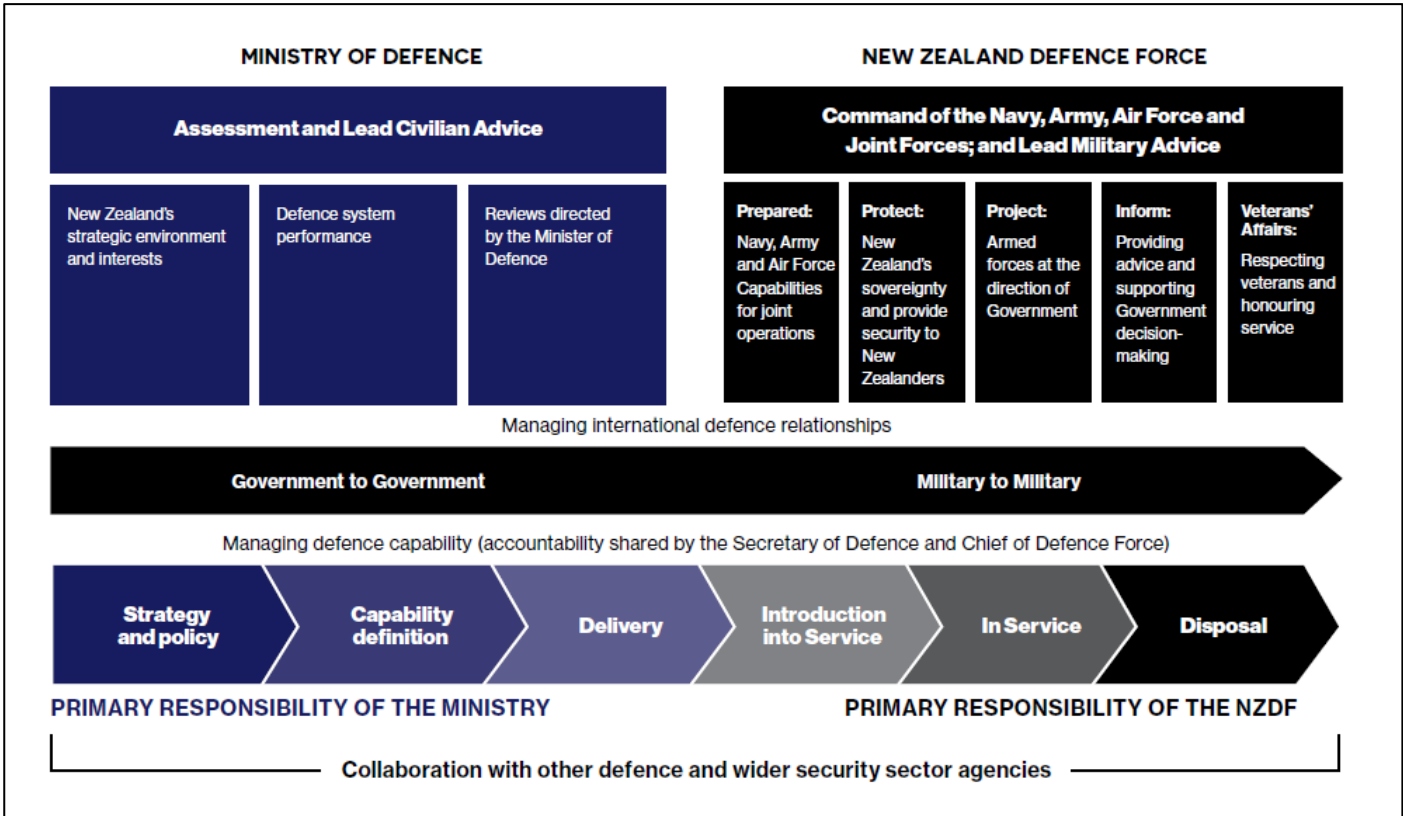 MINISTRY OF DEFENCE
Assessment and Lead Civilian Advice
New Zealand's
strategic environment
and interests
Defence system
performance
Reviews directed
by the Minister of
Defence
NEW ZEALAND DEFENCE FORCE
Command of the Navy, Army, Air Force and
Joint Forces; and Lead Military Advice
Prepared:
Navy, Army
and Air Force
Capabilities
for joint
operations
Protect:
New
Zealand's
sovereignty
and provide
security to
New
Zealanders
Project:
Armed
forces at the
direction of
Government
Inform:
Providing
advice and
supporting
Government
decision-
making
Veterans'
Affairs:
Respecting
veterans and
honouring
service
Managing international defence relationships
Government to Government
Military to Military
Managing defence capability (accountability shared by the Secretary of Defence and Chief of Defence Force)
Strategy
and policy
Capability
definition
Delivery
Introduction
into Service
In Service
Disposal
PRIMARY RESPONSIBILITY OF THE MINISTRY
PRIMARY RESPONSIBILITY OF THE NZDF
Collaboration with other defence and wider security sector agencies